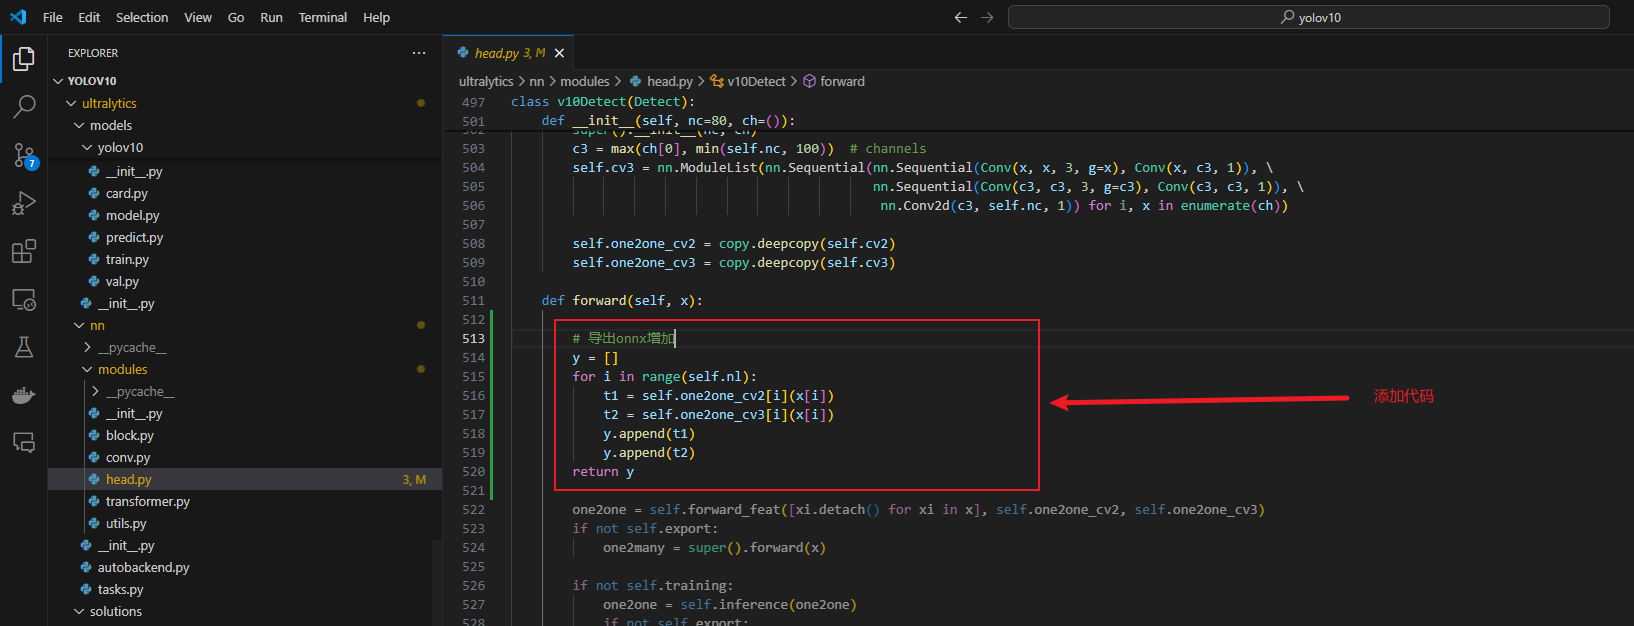 File Edit Selection View Go Run Terminal Help
yolov10
EXPLORER
YOLOV10
ultralytics
models
yolov10
__init__.py
card.py
model.py
predict.py
train.py
val.py
__init__.py
nn
__pycache__
modules
__pycache__
__init__.py
block.py
conv.py
head.py 3, M
transformer.py
utils.py
__init__.py
autobackend.py
tasks.py
solutions
7
head.py 3, M
ultralytics > nn > modules > head.py > v10Detect > forward
497 class v10Detect(Detect):
501 def __init__(self, nc=80, ch=()):
502 super().__init__(nc, ch)
503 c3 = max(ch[0], min(self.nc, 100))  # channels
504 self.cv3 = nn.ModuleList(nn.Sequential(nn.Sequential(Conv(x, x, 3, g=x), Conv(x, c3, 1)), \
505 nn.Sequential(Conv(c3, c3, 3, g=c3), Conv(c3, c3, 1)), \
506 nn.Conv2d(c3, self.nc, 1)) for i, x in enumerate(ch))
507
508 self.one2one_cv2 = copy.deepcopy(self.cv2)
509 self.one2one_cv3 = copy.deepcopy(self.cv3)
510
511 def forward(self, x):
512
513 # 导出onnx增加
514 y = []
515 for i in range(self.nl):
516 t1 = self.one2one_cv2[i](x[i])
517 t2 = self.one2one_cv3[i](x[i])
518 y.append(t1)
519 y.append(t2)
520 return y
521
522 one2one = self.forward_feat([xi.detach() for xi in x], self.one2one_cv2, self.one2one_cv3)
523 if not self.export:
524 one2many = super().forward(x)
525
526 if not self.training:
527 one2one = self.inference(one2one)
528 if not self.export:
添加代码